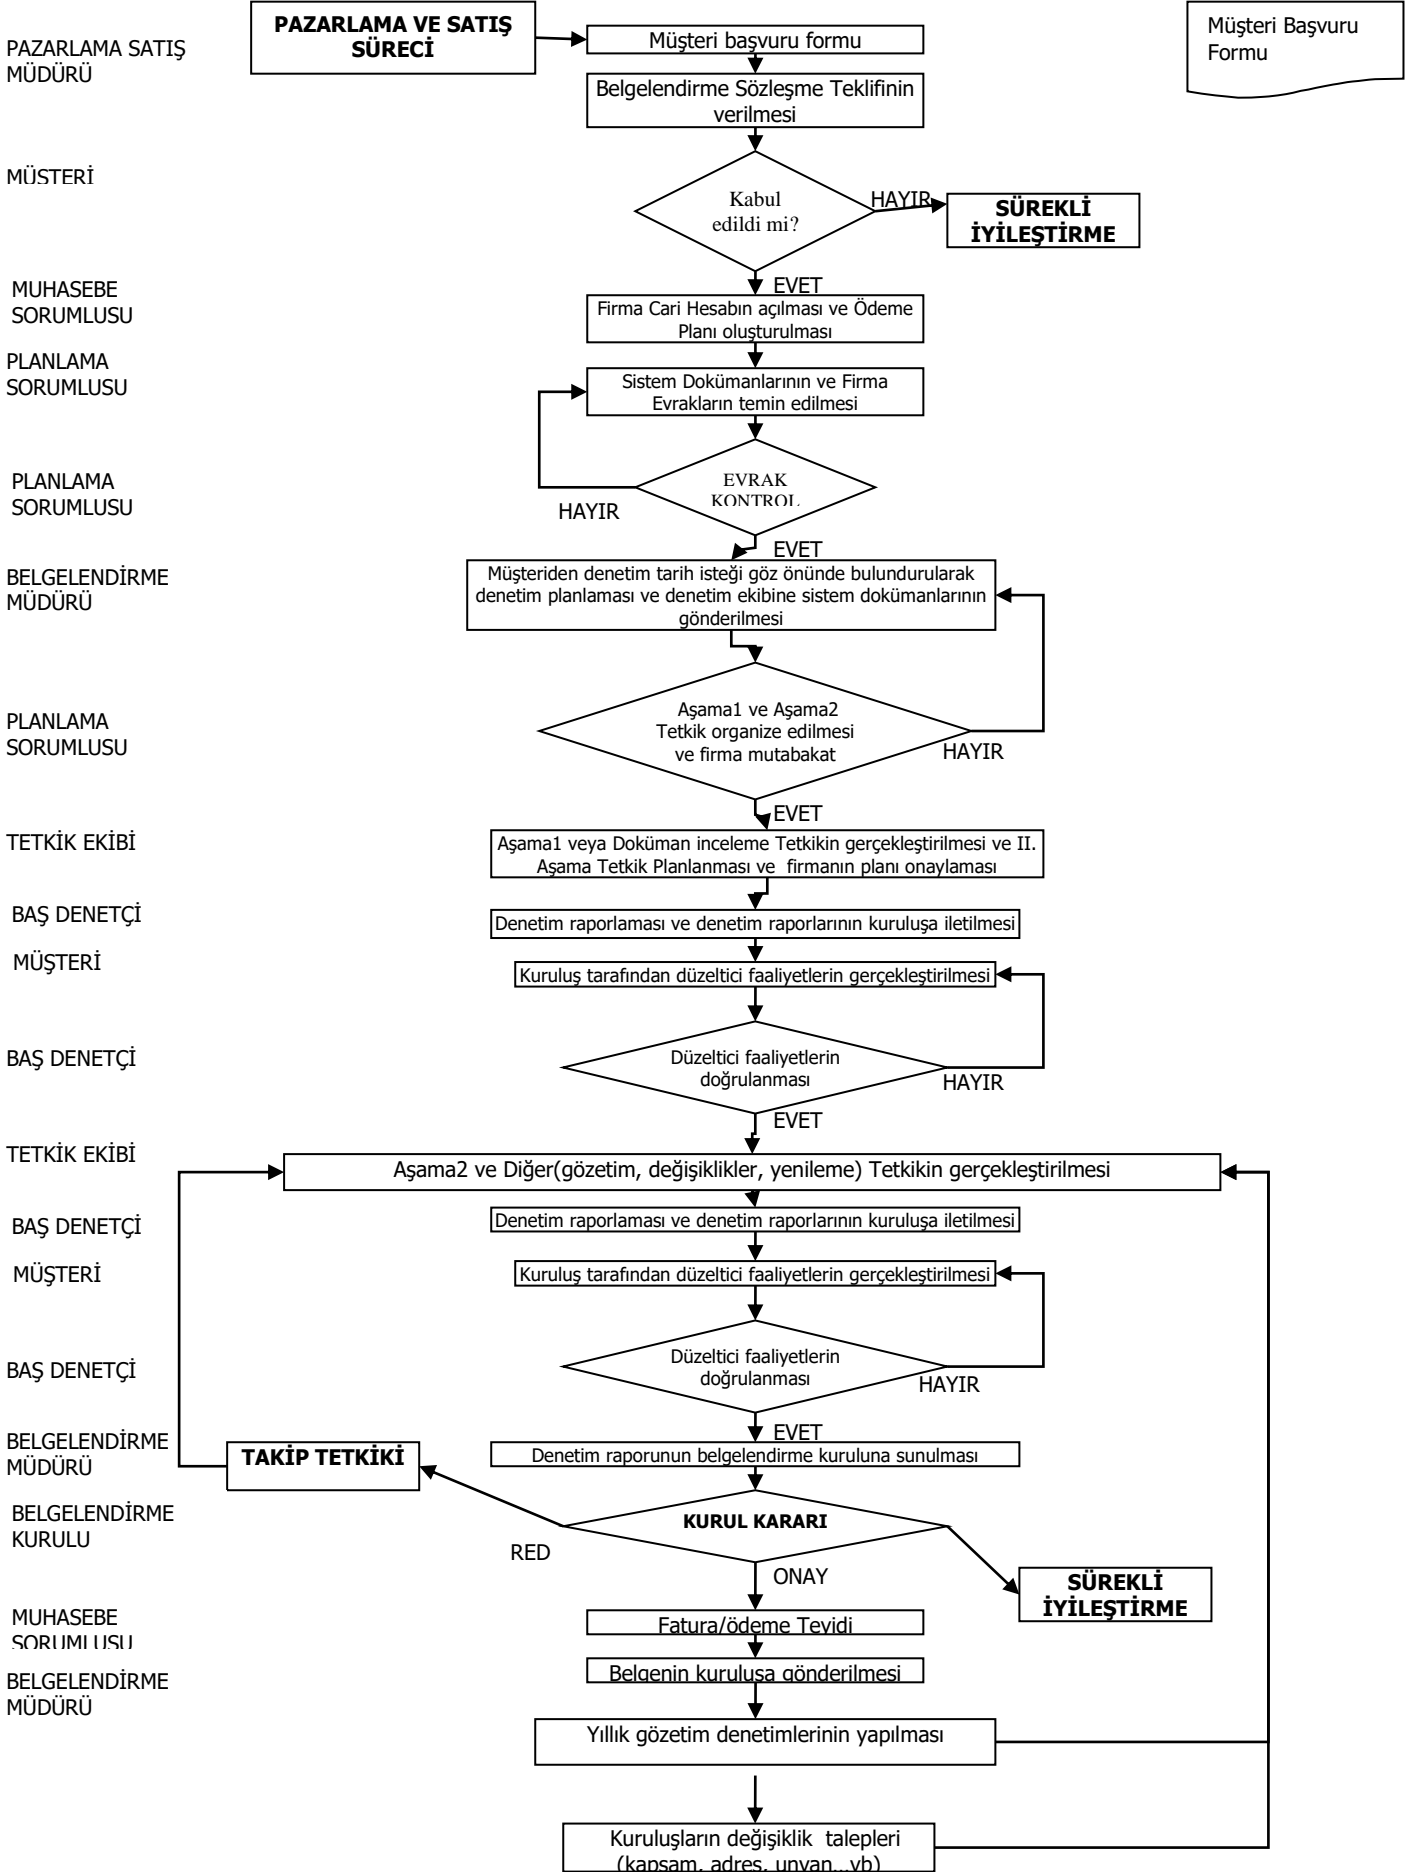 PAZARLAMA SATIŞ
MÜDÜRÜ
PAZARLAMA VE SATIŞ
SÜRECİ
Müşteri başvuru formu
Müşteri Başvuru
Formu
Belgelendirme Sözleşme Teklifinin
verilmesi
MÜŞTERİ
Kabul
edildi mi?
HAYIR
SÜREKLİ
İYİLEŞTİRME
EVET
MUHASEBE
SORUMLUSU
Firma Cari Hesabın açılması ve Ödeme
Planı oluşturulması
PLANLAMA
SORUMLUSU
Sistem Dokümanlarının ve Firma
Evrakların temin edilmesi
PLANLAMA
SORUMLUSU
EVRAK
KONTROL
HAYIR
EVET
BELGELENDİRME
MÜDÜRÜ
Müşteriden denetim tarih isteği göz önünde bulundurularak
denetim planlaması ve denetim ekibine sistem dokümanlarının
gönderilmesi
PLANLAMA
SORUMLUSU
Aşama1 ve Aşama2
Tetkik organize edilmesi
ve firma mutabakat
HAYIR
EVET
TETKİK EKİBİ
Aşama1 veya Doküman inceleme Tetkikin gerçekleştirilmesi ve II.
Aşama Tetkik Planlanması ve firmanın planı onaylaması
BAŞ DENETÇİ
Denetim raporlaması ve denetim raporlarının kuruluşa iletilmesi
MÜŞTERİ
Kuruluş tarafından düzeltici faaliyetlerin gerçekleştirilmesi
BAŞ DENETÇİ
Düzeltici faaliyetlerin
doğrulanması
HAYIR
EVET
TETKİK EKİBİ
Aşama2 ve Diğer(gözetim, değişiklikler, yenileme) Tetkikin gerçekleştirilmesi
BAŞ DENETÇİ
Denetim raporlaması ve denetim raporlarının kuruluşa iletilmesi
MÜŞTERİ
Kuruluş tarafından düzeltici faaliyetlerin gerçekleştirilmesi
BAŞ DENETÇİ
Düzeltici faaliyetlerin
doğrulanması
HAYIR
EVET
BELGELENDİRME
MÜDÜRÜ
TAKİP TETKİKİ
Denetim raporunun belgelendirme kuruluna sunulması
BELGELENDİRME
KURULU
KURUL KARARI
RED
ONAY
SÜREKLİ
İYİLEŞTİRME
MUHASEBE
SORUMLUSU
Fatura/ödeme Teyidi
Belgenin kuruluşa gönderilmesi
BELGELENDİRME
MÜDÜRÜ
Yıllık gözetim denetimlerinin yapılması
Kuruluşların değişiklik talepleri
(kapsam, adres, unvan...vb)